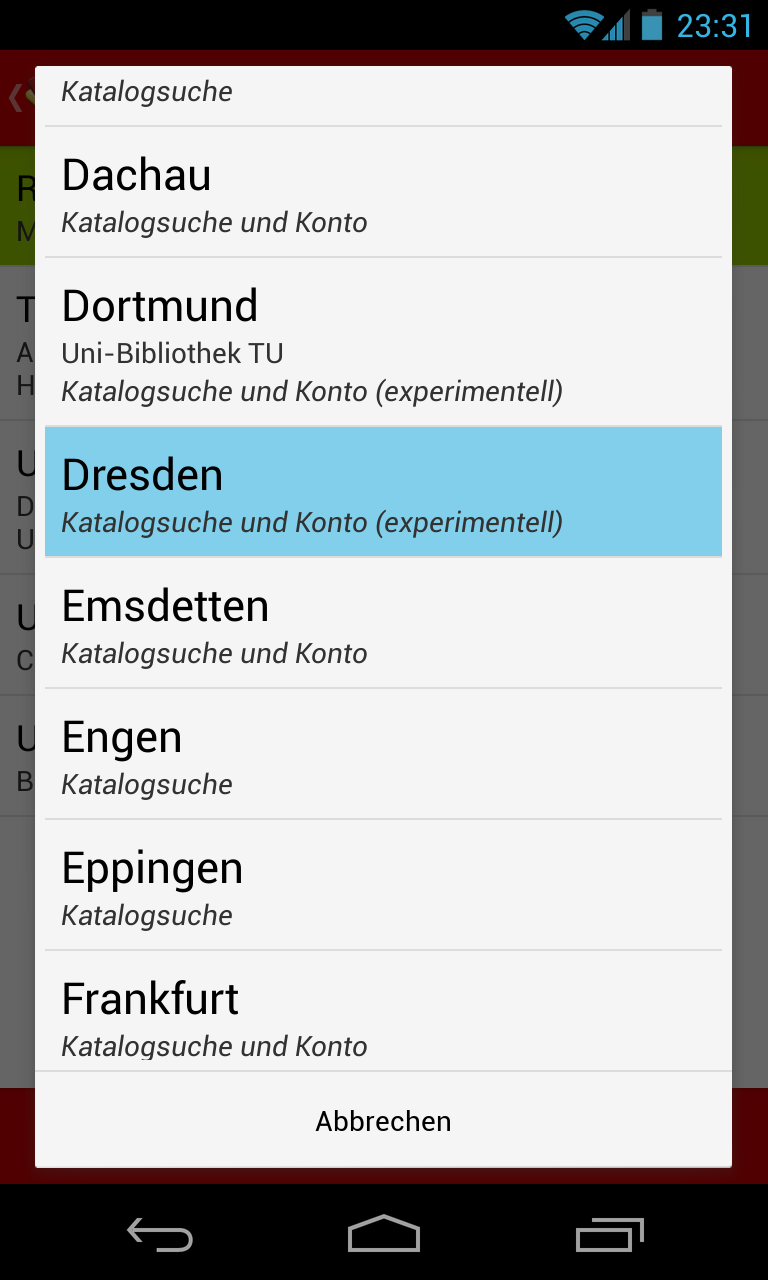 23:31
Katalogsuche
Dachau
Katalogsuche und Konto
Dortmund
Uni-Bibliothek TU
Katalogsuche und Konto (experimentell)
Dresden
Katalogsuche und Konto (experimentell)
Emsdetten
Katalogsuche und Konto
Engen
Katalogsuche
Eppingen
Katalogsuche
Frankfurt
Katalogsuche und Konto
Abbrechen